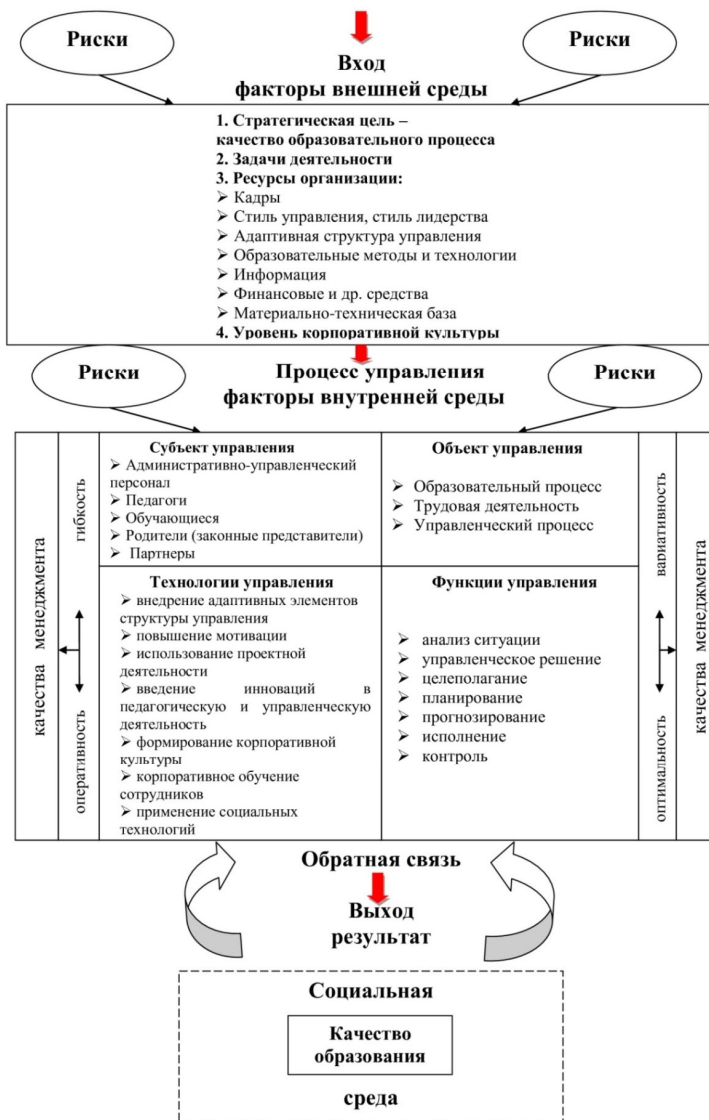 Риски
Риски
Вход
факторы внешней среды
1. Стратегическая цель –
качество образовательного процесса
2. Задачи деятельности
3. Ресурсы организации:
➢ Кадры
➢ Стиль управления, стиль лидерства
➢ Адаптивная структура управления
➢ Образовательные методы и технологии
➢ Информация
➢ Финансовые и др. средства
➢ Материально-техническая база
4. Уровень корпоративной культуры
Риски
Процесс управления
факторы внутренней среды
Риски
качества менеджмента
гибкость
оперативность
Субъект управления
➢ Административно-управленческий
персонал
➢ Педагоги
➢ Обучающиеся
➢ Родители (законные представители)
➢ Партнеры
Объект управления
➢ Образовательный процесс
➢ Трудовая деятельность
➢ Управленческий процесс
Технологии управления
➢ внедрение адаптивных элементов
структуры управления
➢ повышение мотивации
➢ использование проектной
деятельности
➢ введение инноваций в
педагогическую и управленческую
деятельность
➢ формирование корпоративной
культуры
➢ корпоративное обучение
сотрудников
➢ применение социальных
технологий
Функции управления
➢ анализ ситуации
➢ управленческое решение
➢ целеполагание
➢ планирование
➢ прогнозирование
➢ исполнение
➢ контроль
вариативность
оптимальность
качества менеджмента
Обратная связь
Выход
результат
Социальная
Качество
образования
среда